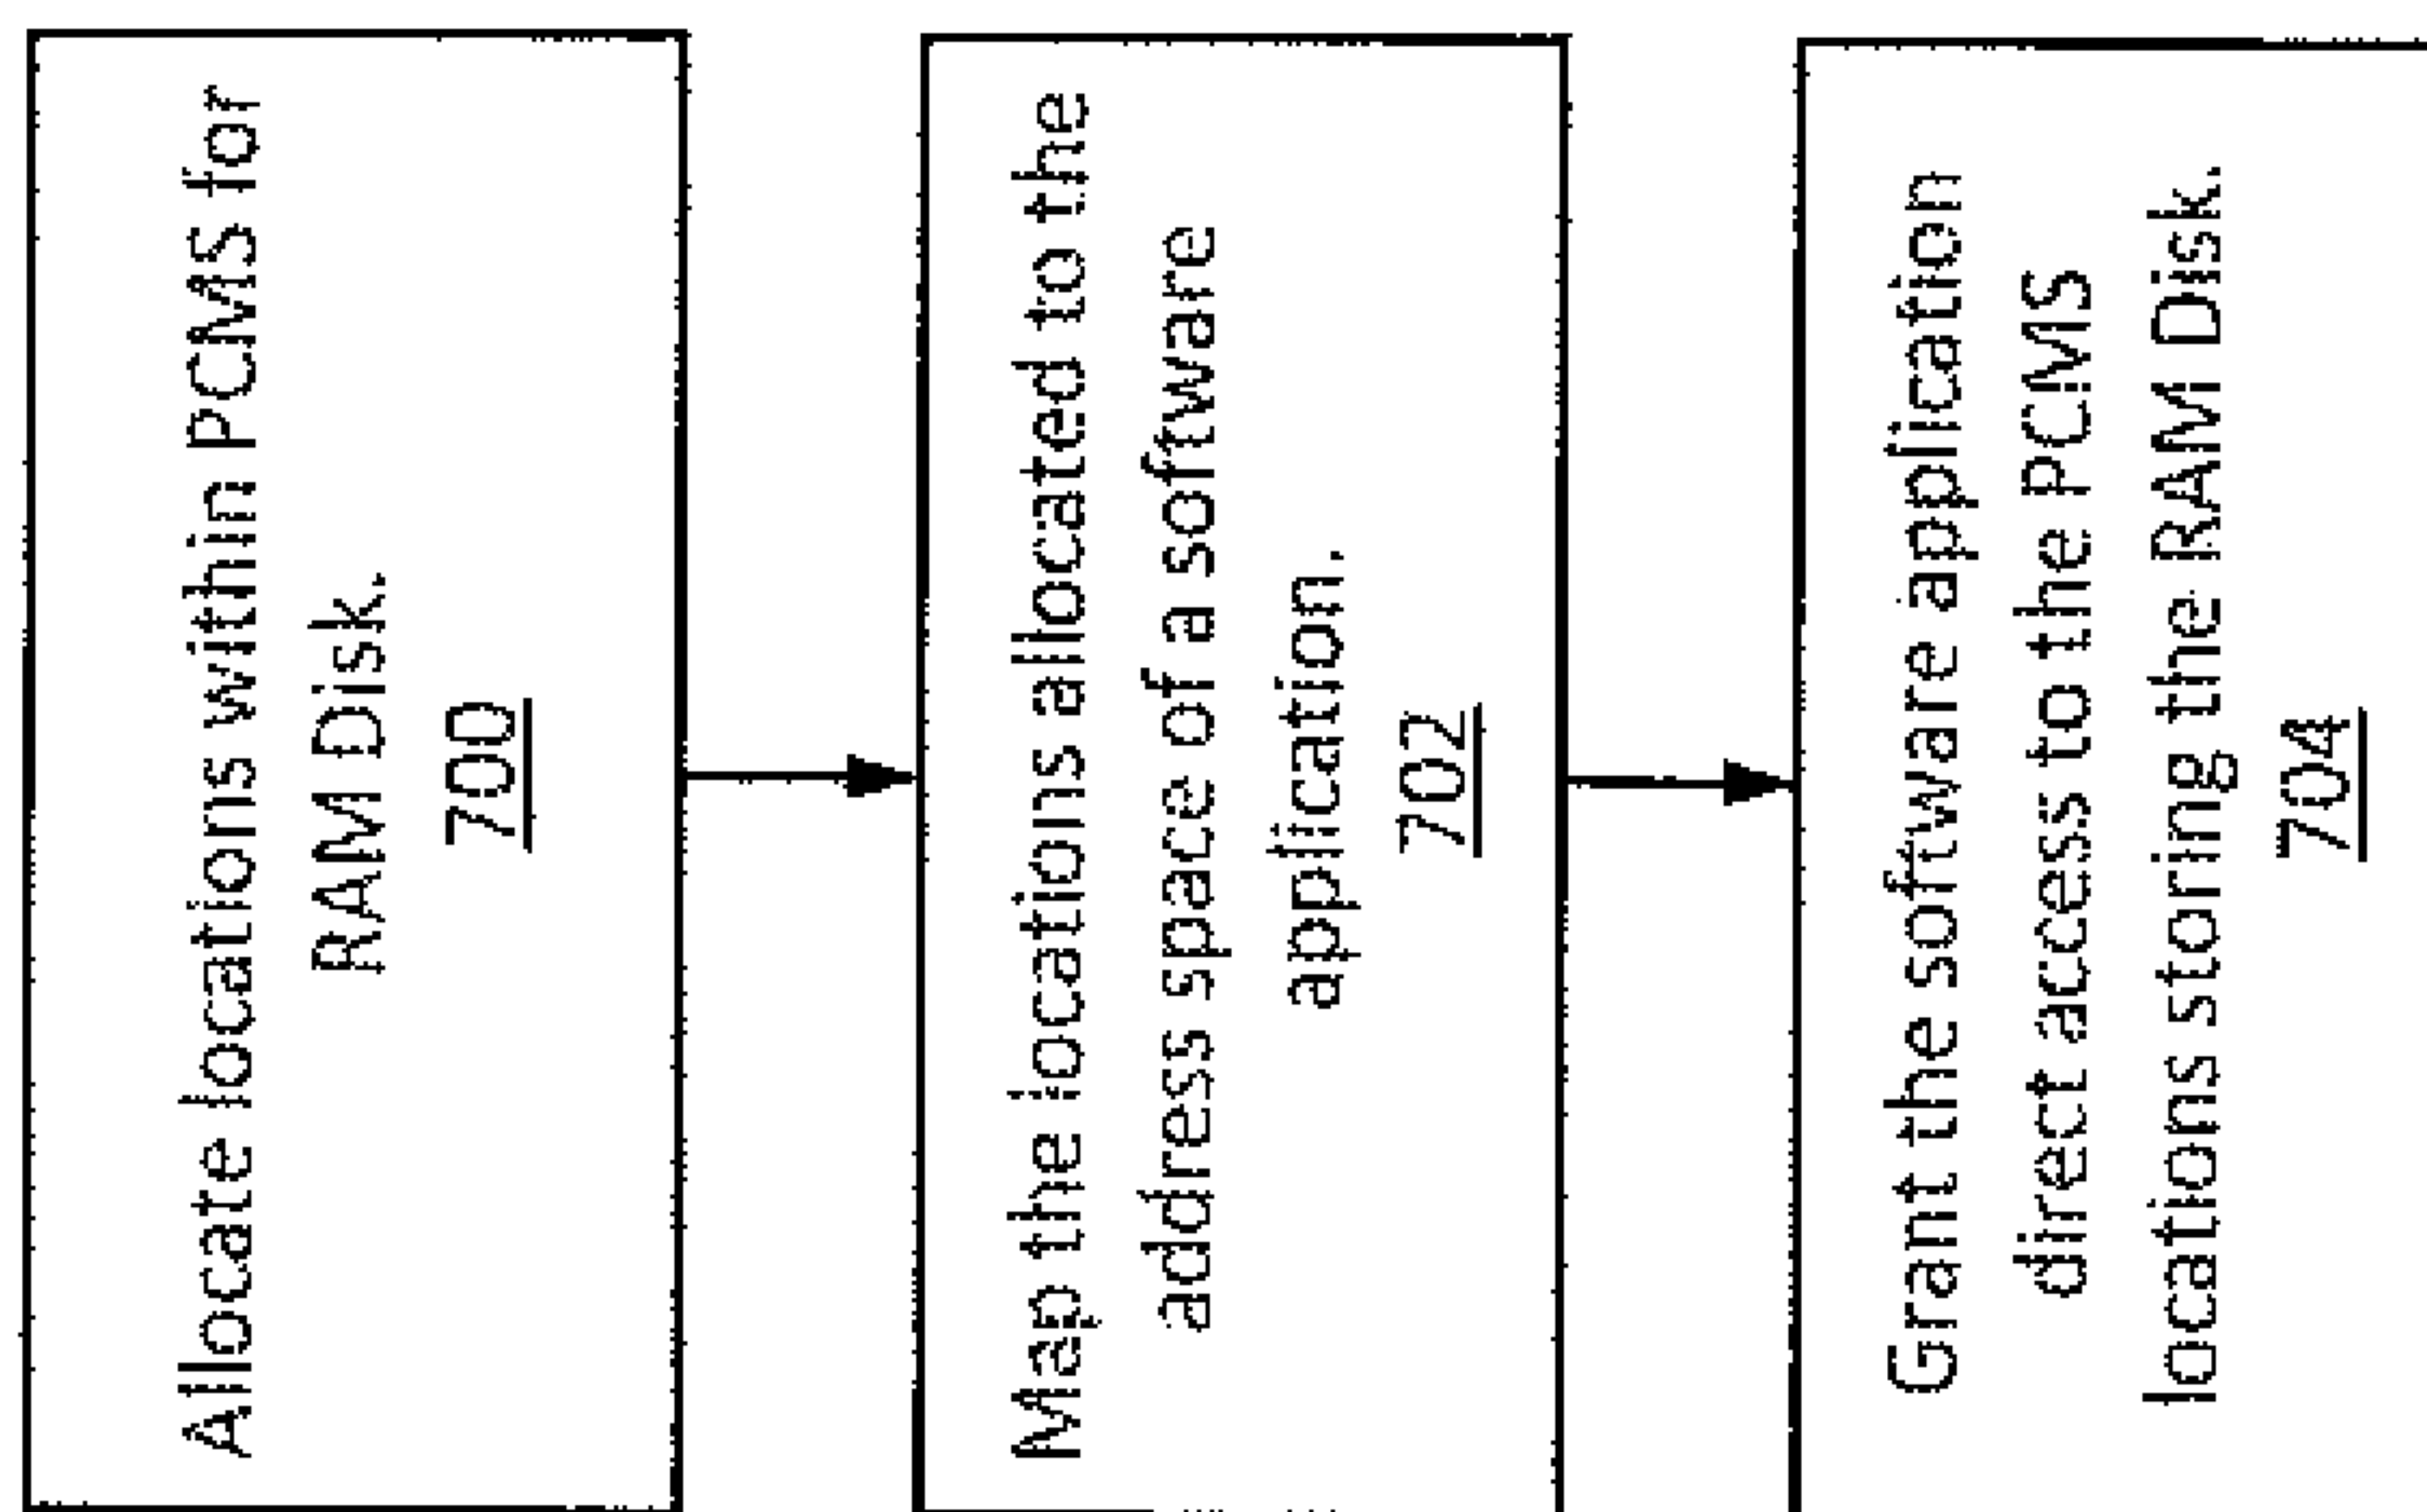 Allocate locations within PCMS for
RAM Disk.
700
Map the locations allocated to the
address space of a software
application.
702
Grant the software application
direct access to the PCMS
locations storing the RAM Disk.
704